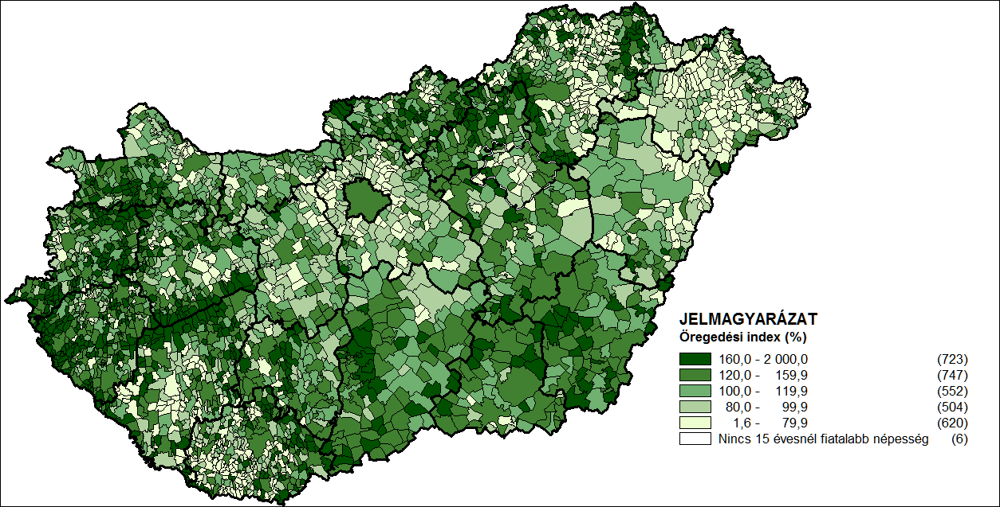 JELMAGYARÁZAT
Öregedési index (%)
160,0 - 2 000,0 (723)
120,0 - 159,9 (747)
100,0 - 119,9 (552)
80,0 - 99,9 (504)
1,6 - 79,9 (620)
Nincs 15 évesnél fiatalabb népesség (6)